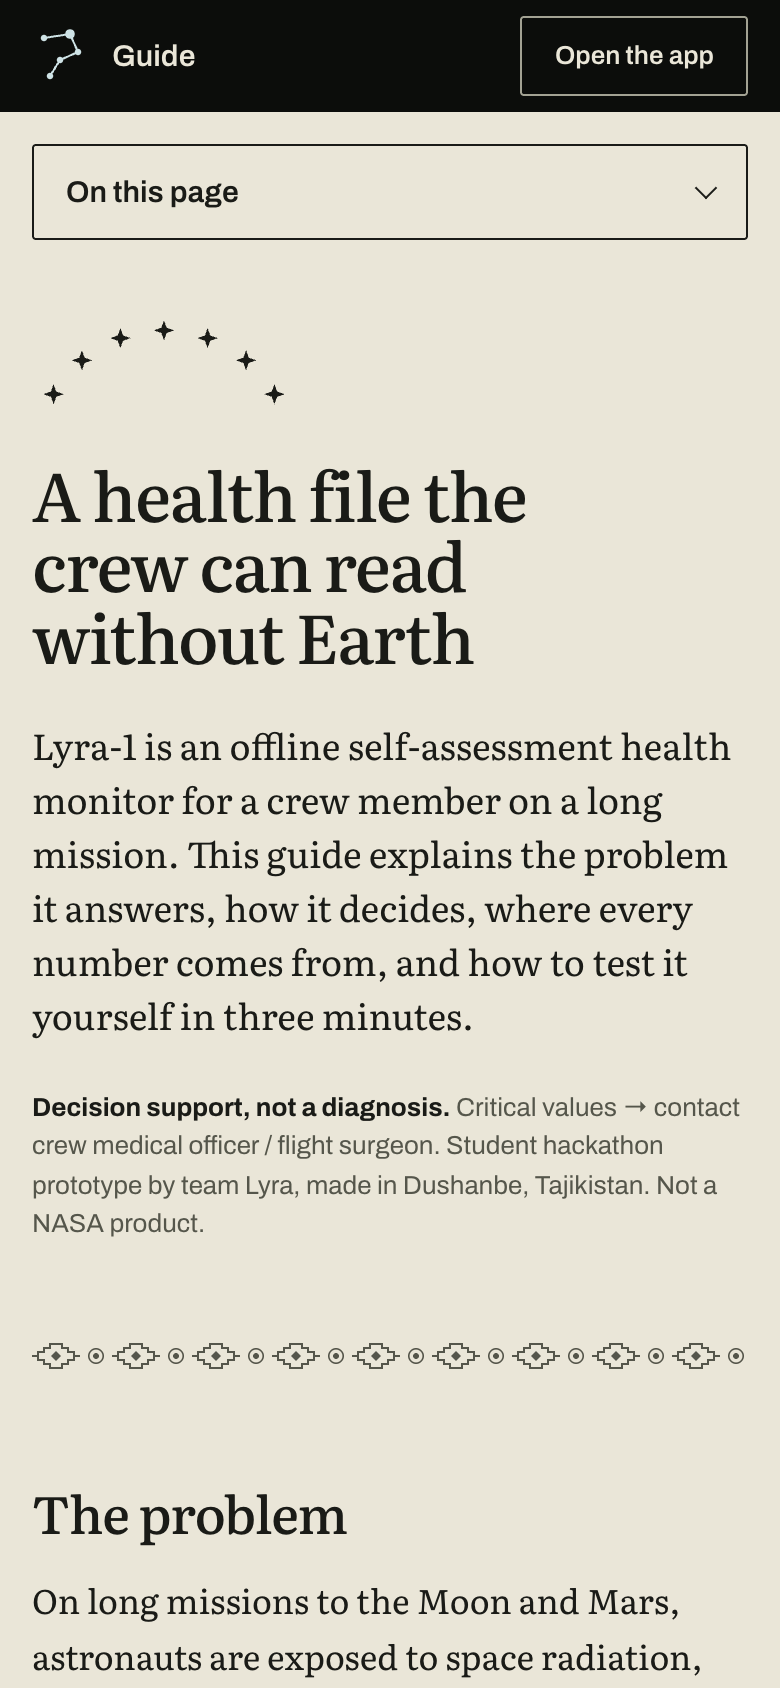 Guide
Open the app
On this page
A health file the
crew can read
without Earth
Lyra-1 is an offline self-assessment health
monitor for a crew member on a long
mission. This guide explains the problem
it answers, how it decides, where every
number comes from, and how to test it
yourself in three minutes.
Decision support, not a diagnosis. Critical values → contact
crew medical officer / flight surgeon. Student hackathon
prototype by team Lyra, made in Dushanbe, Tajikistan. Not a
NASA product.
The problem
On long missions to the Moon and Mars,
astronauts are exposed to space radiation,